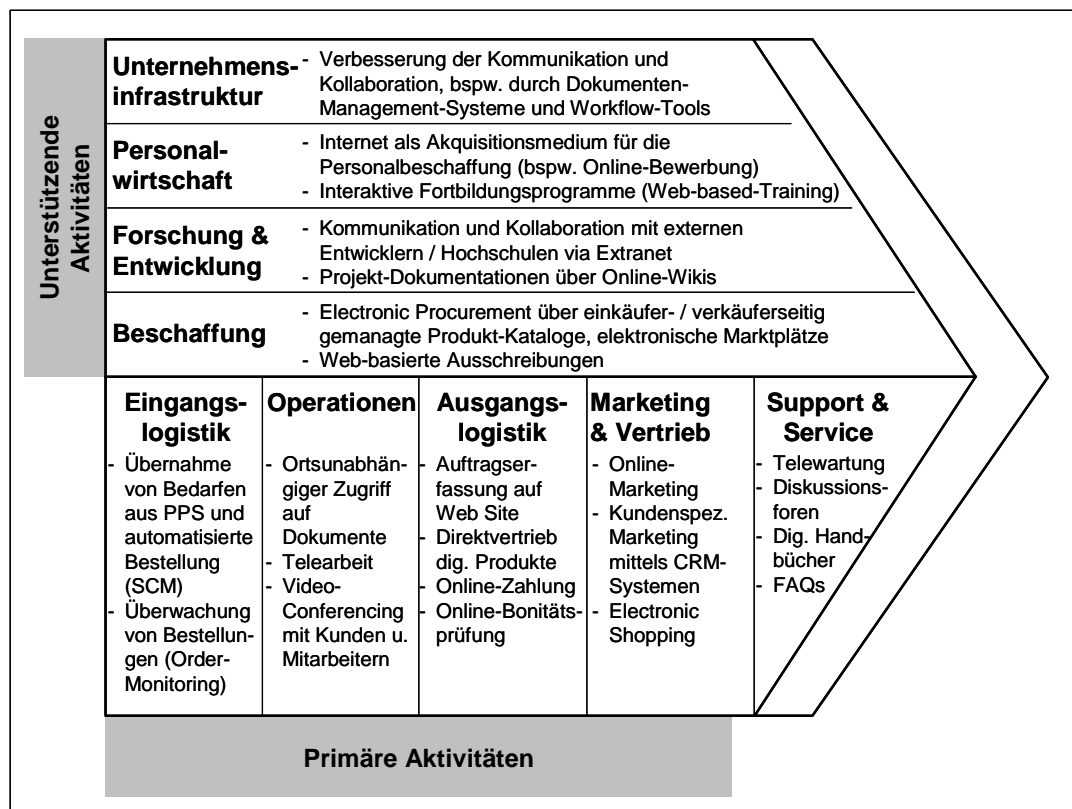 Unterstützende
Aktivitäten
Unternehmens-
infrastruktur
- Verbesserung der Kommunikation und
Kollaboration, bspw. durch Dokumenten-
Management-Systeme und Workflow-Tools
Personal-
wirtschaft
- Internet als Akquisitionsmedium für die
Personalbeschaffung (bspw. Online-Bewerbung)
- Interaktive Fortbildungsprogramme (Web-based-Training)
Forschung &
Entwicklung
- Kommunikation und Kollaboration mit externen
Entwicklern / Hochschulen via Extranet
- Projekt-Dokumentationen über Online-Wikis
Beschaffung
- Electronic Procurement über einkäufer- / verkäuferseitig
gemanagte Produkt-Kataloge, elektronische Marktplätze
- Web-basierte Ausschreibungen
Eingangs-
logistik
- Übernahme
von Bedarfen
aus PPS und
automatisierte
Bestellung
(SCM)
- Überwachung
von Bestellun-
gen (Order-
Monitoring)
Operationen
- Ortsunabhän-
giger Zugriff
auf
Dokumente
- Telearbeit
- Video-
Conferencing
mit Kunden u.
Mitarbeitern
Ausgangs-
logistik
- Auftragser-
fassung auf
Web Site
- Direktvertrieb
dig. Produkte
- Online-Zahlung
- Online-Bonitäts-
prüfung
Marketing
& Vertrieb
- Online-
Marketing
- Kundenspez.
Marketing
mittels CRM-
Systemen
- Electronic
Shopping
Support &
Service
- Telewartung
- Diskussions-
foren
- Dig. Hand-
bücher
- FAQs
Primäre Aktivitäten